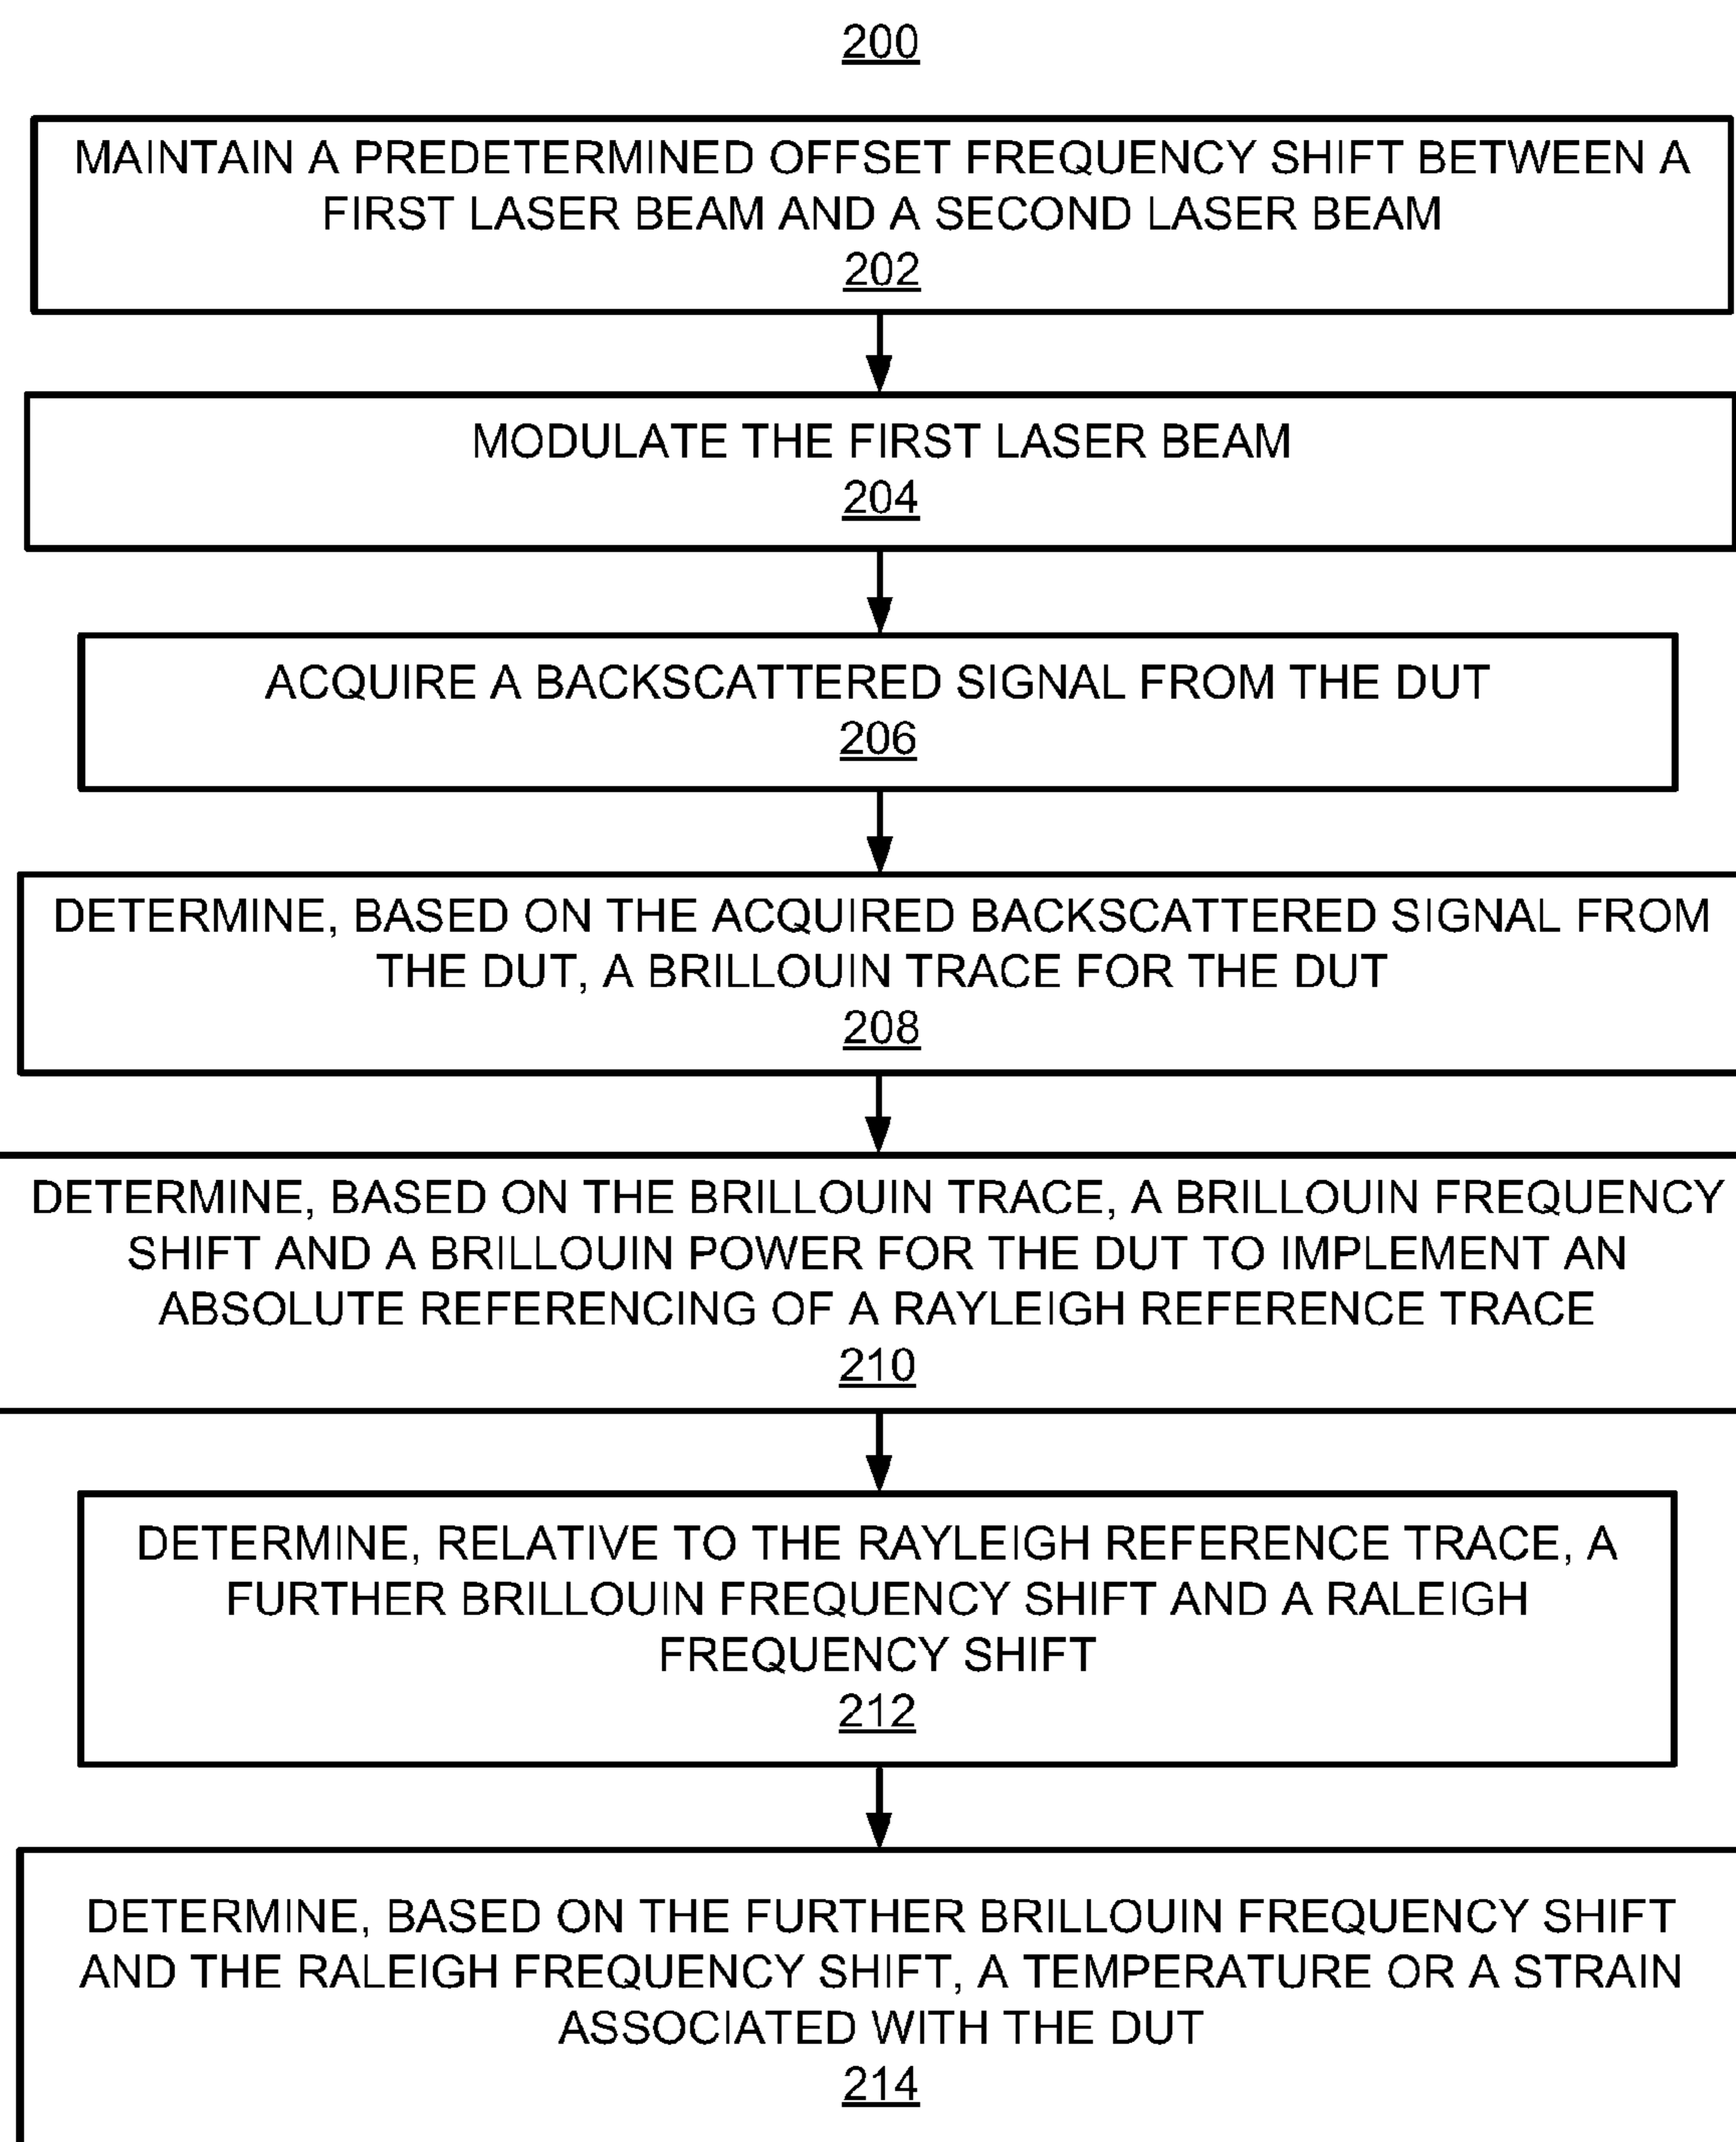 200
MAINTAIN A PREDETERMINED OFFSET FREQUENCY SHIFT BETWEEN A
FIRST LASER BEAM AND A SECOND LASER BEAM
202
MODULATE THE FIRST LASER BEAM
204
ACQUIRE A BACKSCATTERED SIGNAL FROM THE DUT
206
DETERMINE, BASED ON THE ACQUIRED BACKSCATTERED SIGNAL FROM
THE DUT, A BRILLOUIN TRACE FOR THE DUT
208
DETERMINE, BASED ON THE BRILLOUIN TRACE, A BRILLOUIN FREQUENCY
SHIFT AND A BRILLOUIN POWER FOR THE DUT TO IMPLEMENT AN
ABSOLUTE REFERENCING OF A RAYLEIGH REFERENCE TRACE
210
DETERMINE, RELATIVE TO THE RAYLEIGH REFERENCE TRACE, A
FURTHER BRILLOUIN FREQUENCY SHIFT AND A RALEIGH
FREQUENCY SHIFT
212
DETERMINE, BASED ON THE FURTHER BRILLOUIN FREQUENCY SHIFT
AND THE RALEIGH FREQUENCY SHIFT, A TEMPERATURE OR A STRAIN
ASSOCIATED WITH THE DUT
214